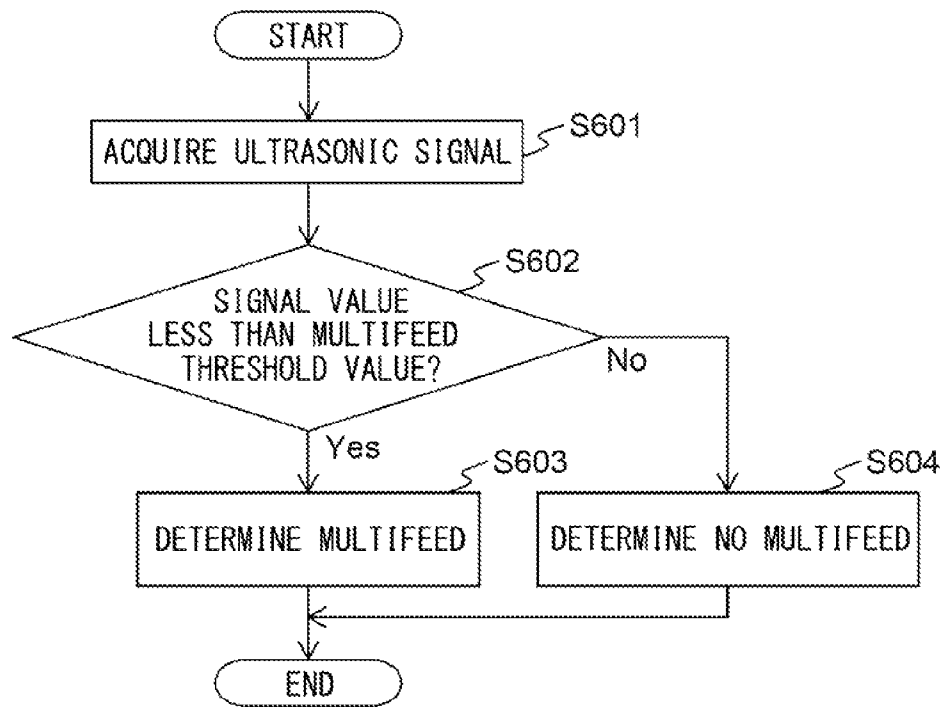 START
S601
ACQUIRE ULTRASONIC SIGNAL
S602
SIGNAL VALUE
LESS THAN MULTIFEED
THRESHOLD VALUE?
No
Yes
S603
S604
DETERMINE MULTIFEED
DETERMINE NO MULTIFEED
END